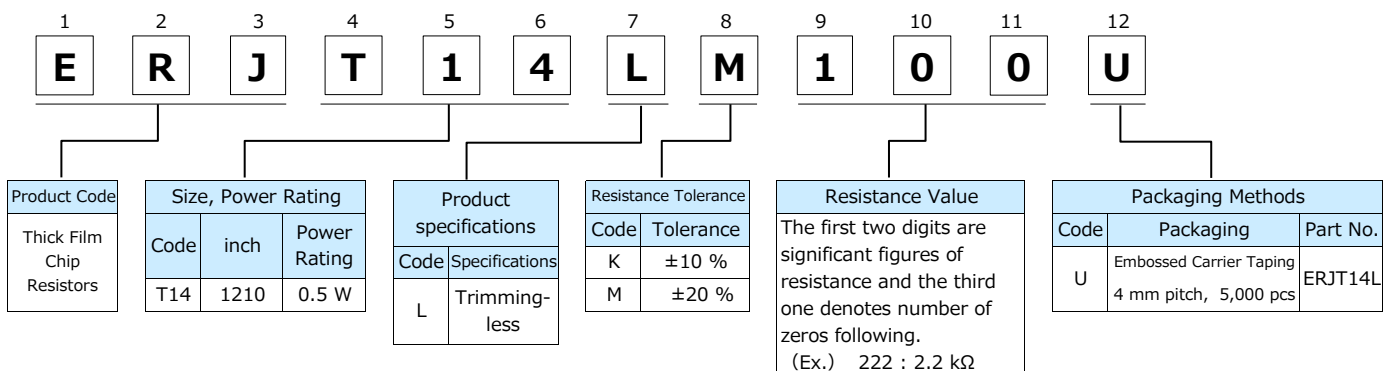 1 2 3 4 5 6 7 8 9 10 11 12
E R J T 1 4 L M 1 0 0 U
Product Code
Thick Film
Chip
Resistors
Size, Power Rating
Code inch Power
Rating
T14 1210 0.5 W
Product
specifications
Code Specifications
L Trimming-
less
Resistance Tolerance
Code Tolerance
K ±10 %
M ±20 %
Resistance Value
The first two digits are
significant figures of
resistance and the third
one denotes number of
zeros following.
(Ex.) 222 : 2.2 kΩ
Packaging Methods
Code Packaging Part No.
U Embossed Carrier Taping
4 mm pitch, 5,000 pcs ERJT14L